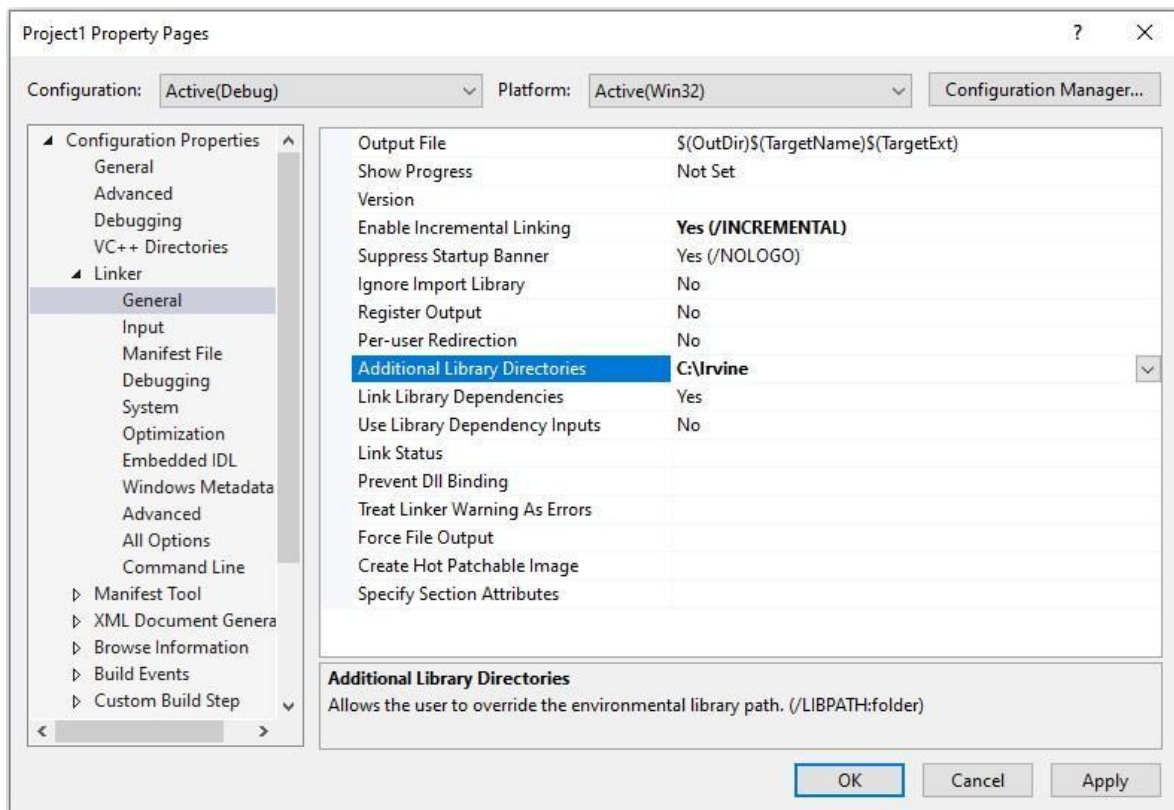 Project1 Property Pages
? 
Configuration: Active(Debug) Platform: Active(Win32) Configuration Manager...
Configuration Properties
General
Advanced
Debugging
VC++ Directories
Linker
General
Input
Manifest File
Debugging
System
Optimization
Embedded IDL
Windows Metadata
Advanced
All Options
Command Line
Manifest Tool
XML Document Genera
Browse Information
Build Events
Custom Build Step
Output File $(OutDir)$(TargetName)$(TargetExt)
Show Progress Not Set
Version
Enable Incremental Linking Yes (/INCREMENTAL)
Suppress Startup Banner Yes (/NOLOGO)
Ignore Import Library No
Register Output No
Per-user Redirection No
Additional Library Directories C:\Irvine
Link Library Dependencies Yes
Use Library Dependency Inputs No
Link Status
Prevent Dll Binding
Treat Linker Warning As Errors
Force File Output
Create Hot Patchable Image
Specify Section Attributes
Additional Library Directories
Allows the user to override the environmental library path. (/LIBPATH:folder)
OK Cancel Apply